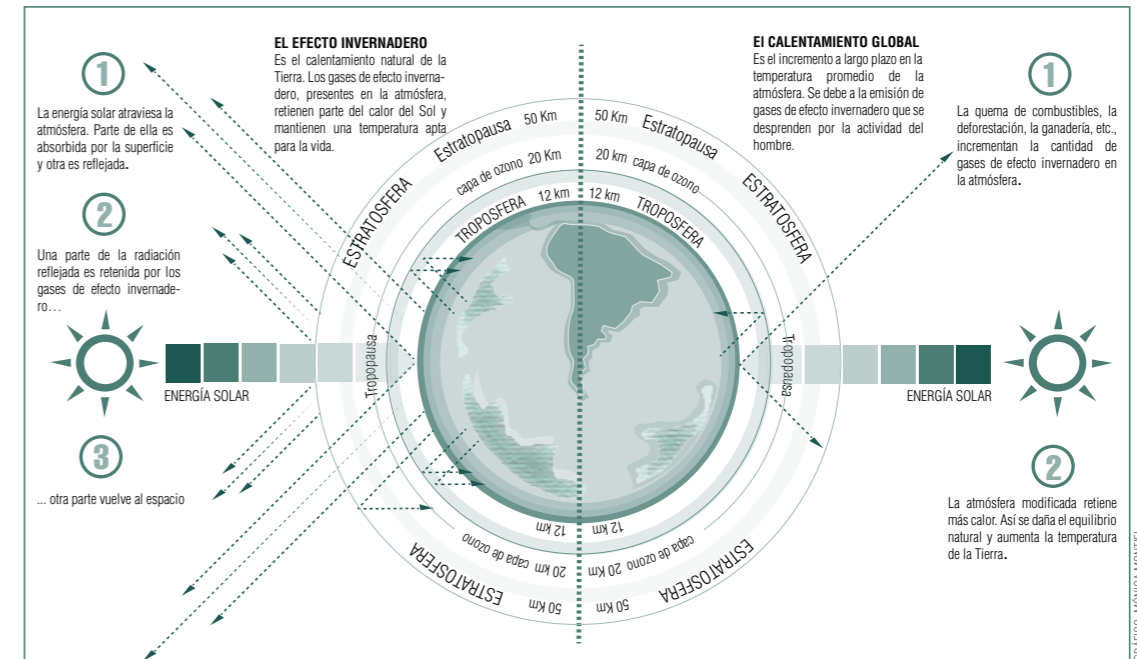 EL EFECTO INVERNADERO
Es el calentamiento natural de la
Tierra. Los gases de efecto inverna-
dero, presentes en la atmósfera,
retienen parte del calor del Sol y
mantienen una temperatura apta
para la vida.
1
La energía solar atraviesa la
atmósfera. Parte de ella es
absorbida por la superficie
y otra es reflejada.
2
Una parte de la radiación
reflejada es retenida por los
gases de efecto invernade-
ro...
ENERGÍA SOLAR
3
... otra parte vuelve al espacio
Estratopausa 50 Km
capa de ozono 20 Km
ESTRATOSFERA
TROPOSFERA 12 km
Tropopausa
12 km
capa de ozono 20 km
ESTRATOSFERA
50 Km
El CALENTAMIENTO GLOBAL
Es el incremento a largo plazo en la
temperatura promedio de la
atmósfera. Se debe a la emisión de
gases de efecto invernadero que se
desprenden por la actividad del
hombre.
50 Km Estratopausa
20 km capa de ozono
ESTRATOSFERA
12 km TROPOSFERA
Tropopausa
12 km
capa de ozono 20 Km
ESTRATOSFERA
50 Km
1
La quema de combustibles, la
deforestación, la ganadería, etc.,
incrementan la cantidad de
gases de efecto invernadero en
la atmósfera.
ENERGÍA SOLAR
2
La atmósfera modificada retiene
más calor. Así se daña el equilibrio
natural y aumenta la temperatura
de la Tierra.
GRÁFICO: MÓNICA MONTIEL